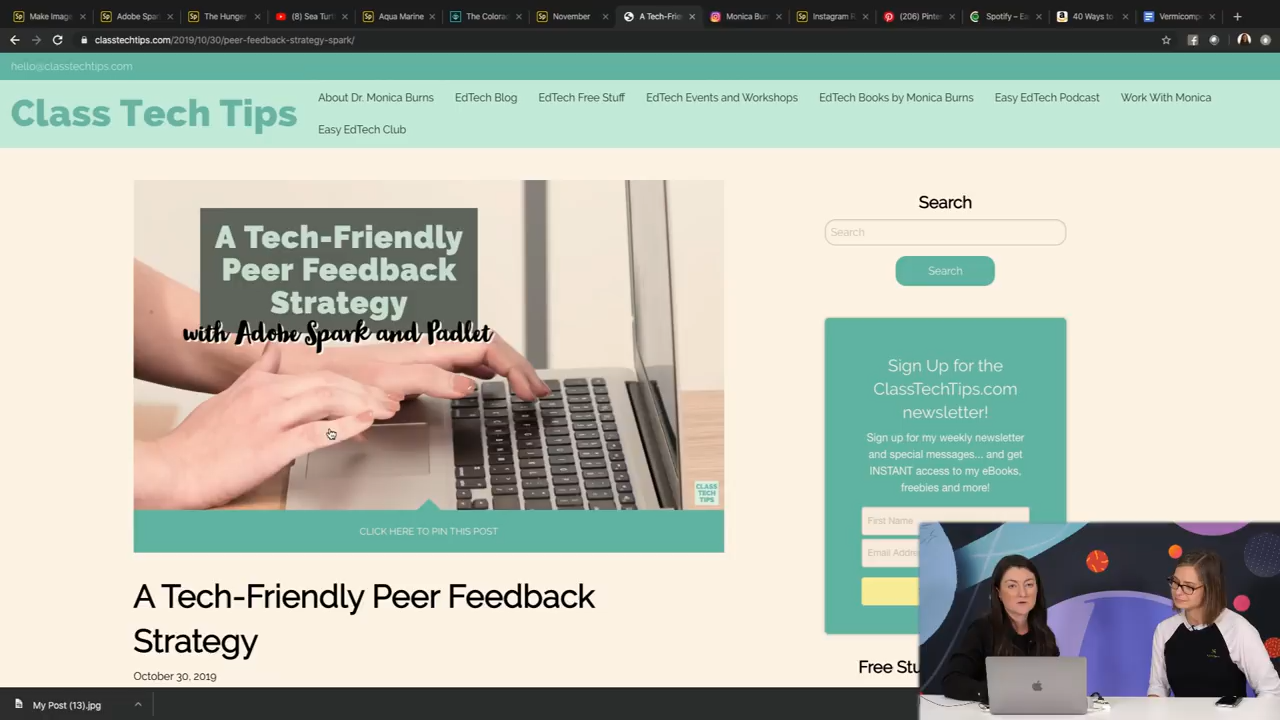 Make Image
Adobe Spar
The Hunger
(8) Sea Turt
Aqua Marine
The Colorad
November
A Tech-Frie
Monica Bur
Instagram R
(206) Pinter
Spotify – Ea
40 Ways to
Vermicomp
classtechtips.com/2019/10/30/peer-feedback-strategy-spark/
hello@classtechtips.com
Class Tech Tips
About Dr. Monica Burns
EdTech Blog
EdTech Free Stuff
EdTech Events and Workshops
EdTech Books by Monica Burns
Easy EdTech Podcast
Work With Monica
Easy EdTech Club
A Tech-Friendly
Peer Feedback
Strategy
with Adobe Spark and Padlet
CLASS
TECH
TIPS
CLICK HERE TO PIN THIS POST
A Tech-Friendly Peer Feedback
Strategy
October 30, 2019
Search
Search
Search
Sign Up for the
ClassTechTips.com
newsletter!
Sign up for my weekly newsletter
and special messages... and get
INSTANT access to my eBooks,
freebies and more!
First Name
Email Addre
Free Stu
My Post (13).jpg